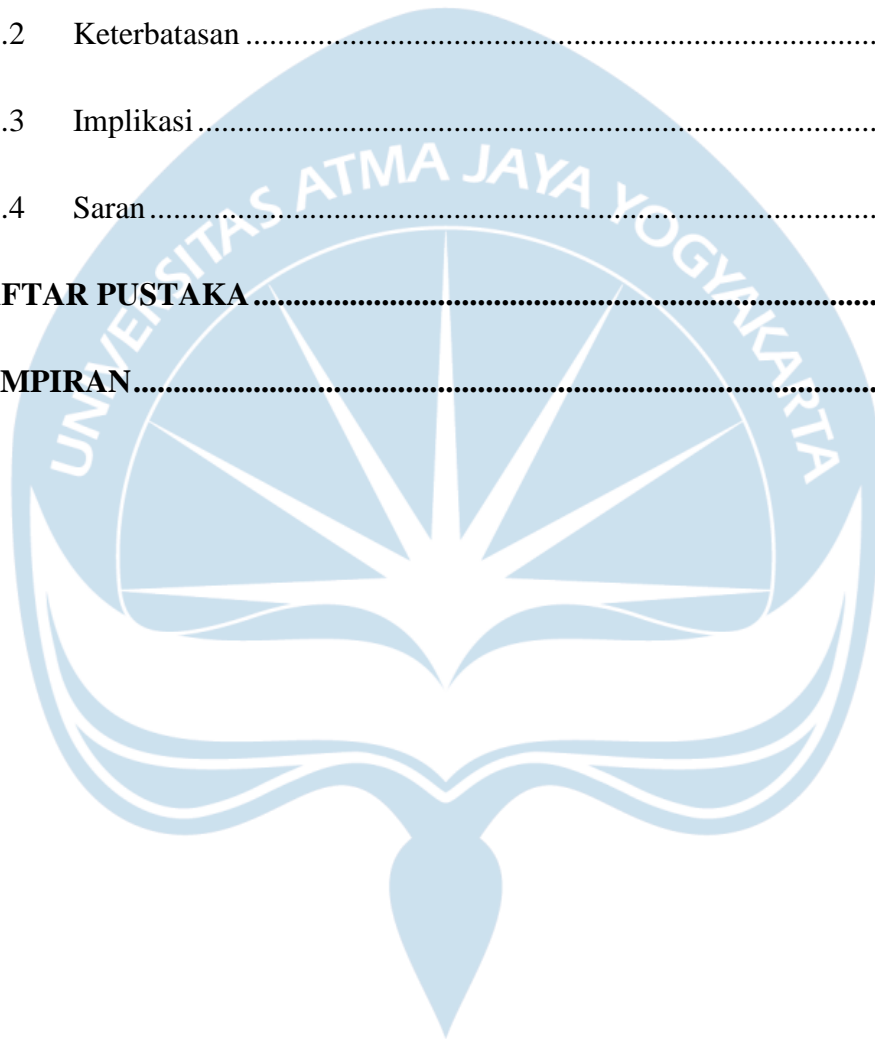 .2 Keterbatasan ..............................................................................
.3 Implikasi....................................................................................
.4 Saran ..........................................................................................
FTAR PUSTAKA .............................................................................
MPIRAN............................................................................................
UNIVERSITAS ATMA JAYA YOGYAKARTA